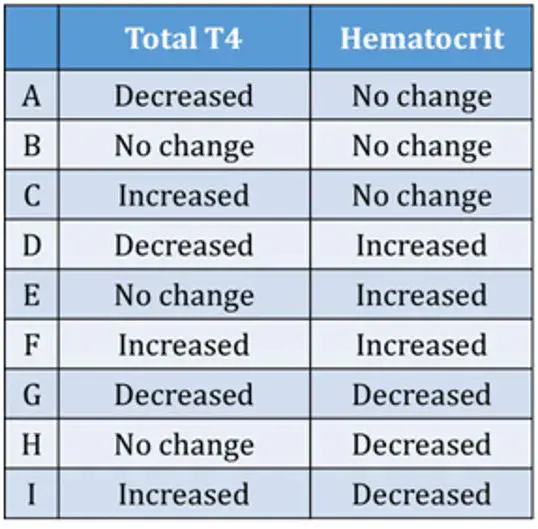 Total T4 Hematocrit
A Decreased No change
B No change No change
C Increased No change
D Decreased Increased
E No change Increased
F Increased Increased
G Decreased Decreased
H No change Decreased
I Increased Decreased